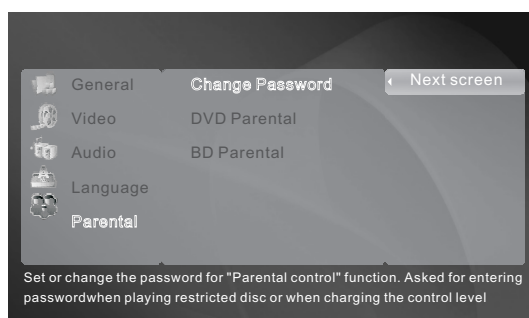 General
Change Password
Next screen
Video
DVD Parental
Audio
BD Parental
Language
Parental
Set or change the password for "Parental control" function. Asked for entering
passwordwhen playing restricted disc or when charging the control level